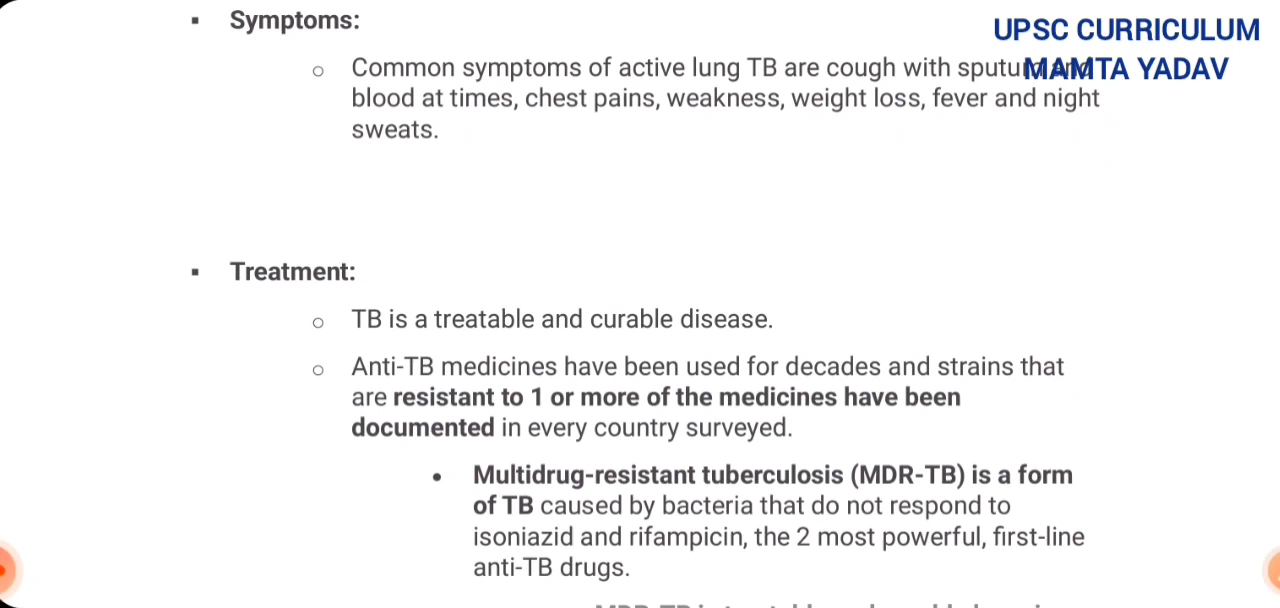 ▪ Symptoms:
UPSC CURRICULUM
MAMTA YADAV
o Common symptoms of active lung TB are cough with
blood at times, chest pains, weakness, weight loss, fever and night
sweats.
▪ Treatment:
o TB is a treatable and curable disease.
o Anti-TB medicines have been used for decades and strains that
are resistant to 1 or more of the medicines have been
documented in every country surveyed.
• Multidrug-resistant tuberculosis (MDR-TB) is a form
of TB caused by bacteria that do not respond to
isoniazid and rifampicin, the 2 most powerful, first-line
anti-TB drugs.